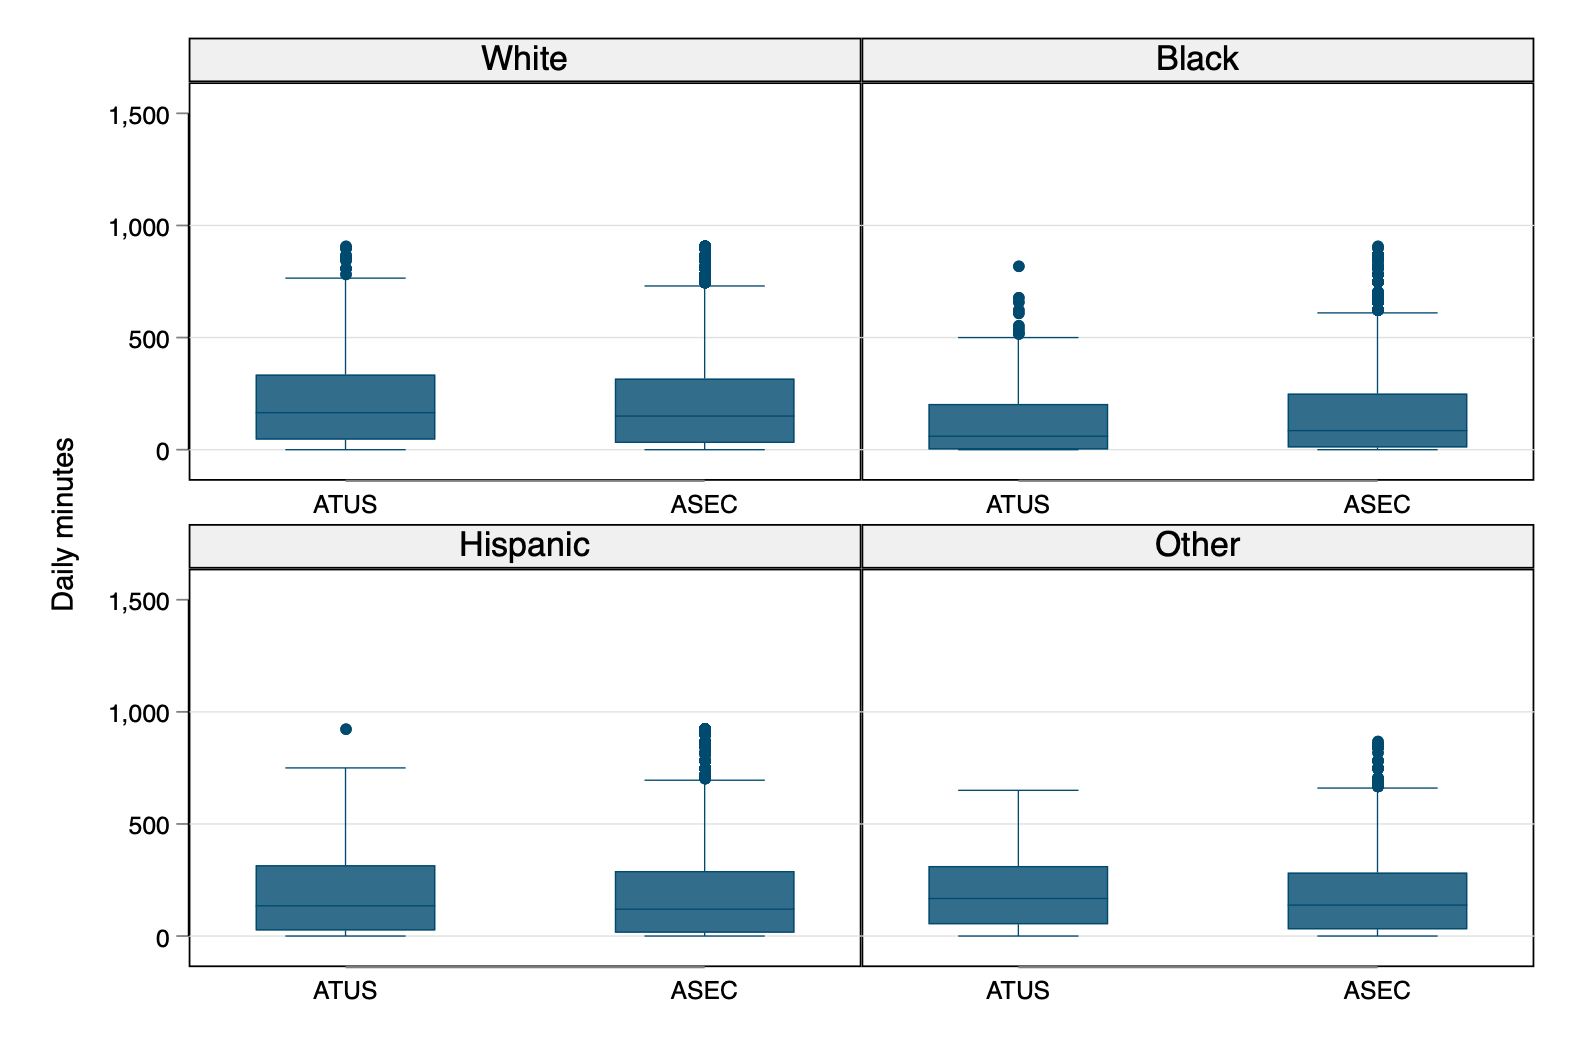 White
Black
1,500
1,000
500
0
ATUS
ASEC
ATUS
ASEC
Hispanic
Other
1,500
1,000
500
0
ATUS
ASEC
ATUS
ASEC
Daily minutes